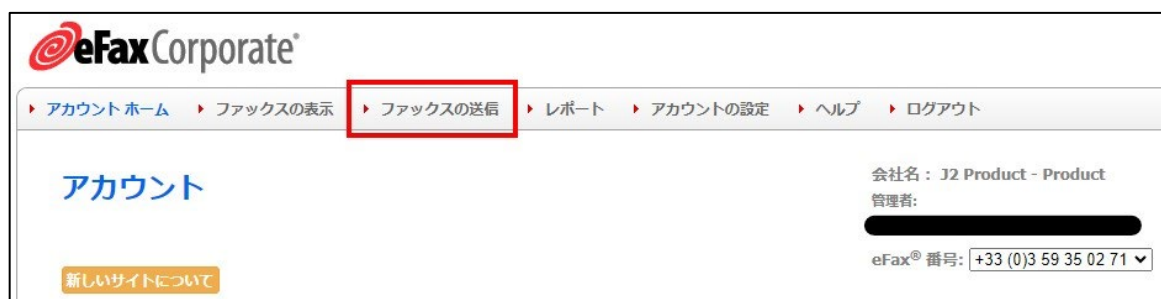 eFax Corporate®
アカウント ホーム ファックスの表示 ファックスの送信 レポート アカウントの設定 ヘルプ ログアウト
アカウント
会社名： J2 Product - Product
管理者:
eFax® 番号: +33 (0)3 59 35 02 71
新しいサイトについて